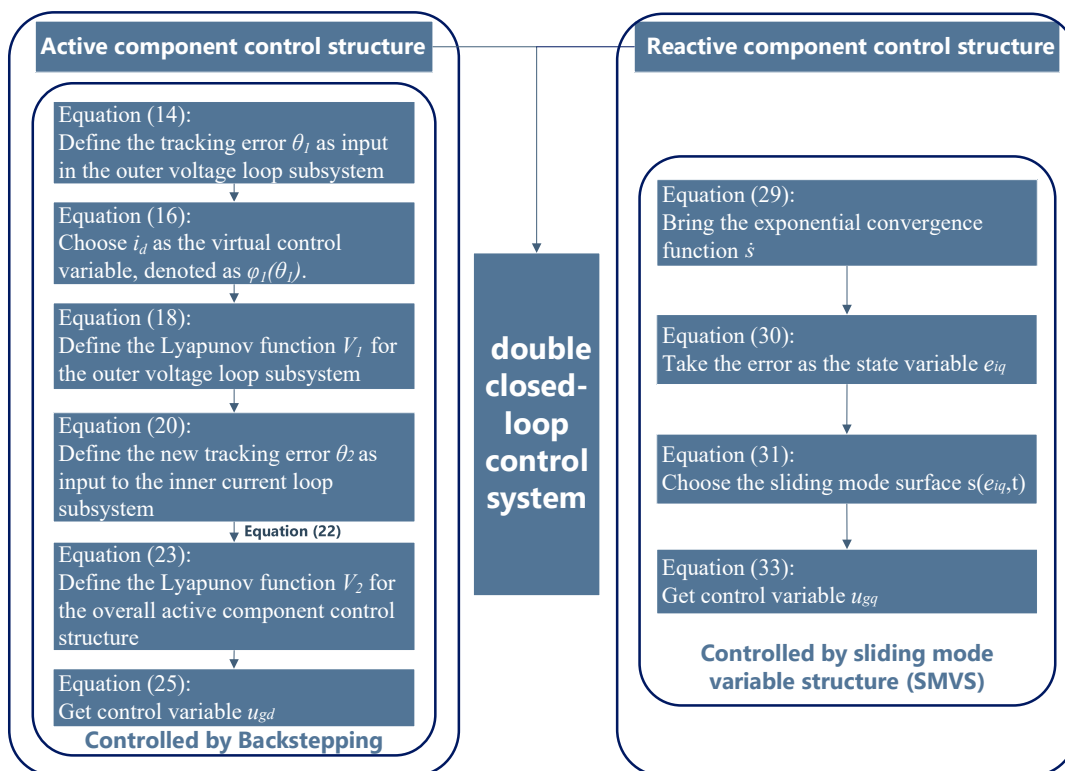 Active component control structure
Equation (14):
Define the tracking error θ1 as input
in the outer voltage loop subsystem
Equation (16):
Choose id as the virtual control
variable, denoted as φ1(θ1).
Equation (18):
Define the Lyapunov function V1 for
the outer voltage loop subsystem
Equation (20):
Define the new tracking error θ2 as
input to the inner current loop
subsystem
Equation (22)
Equation (23):
Define the Lyapunov function V2 for
the overall active component control
structure
Equation (25):
Get control variable ugd
Controlled by Backstepping
double
closed-
loop
control
system
Reactive component control structure
Equation (29):
Bring the exponential convergence
function ṡ
Equation (30):
Take the error as the state variable eiq
Equation (31):
Choose the sliding mode surface s(eiq,t)
Equation (33):
Get control variable ugq
Controlled by sliding mode
variable structure (SMVS)